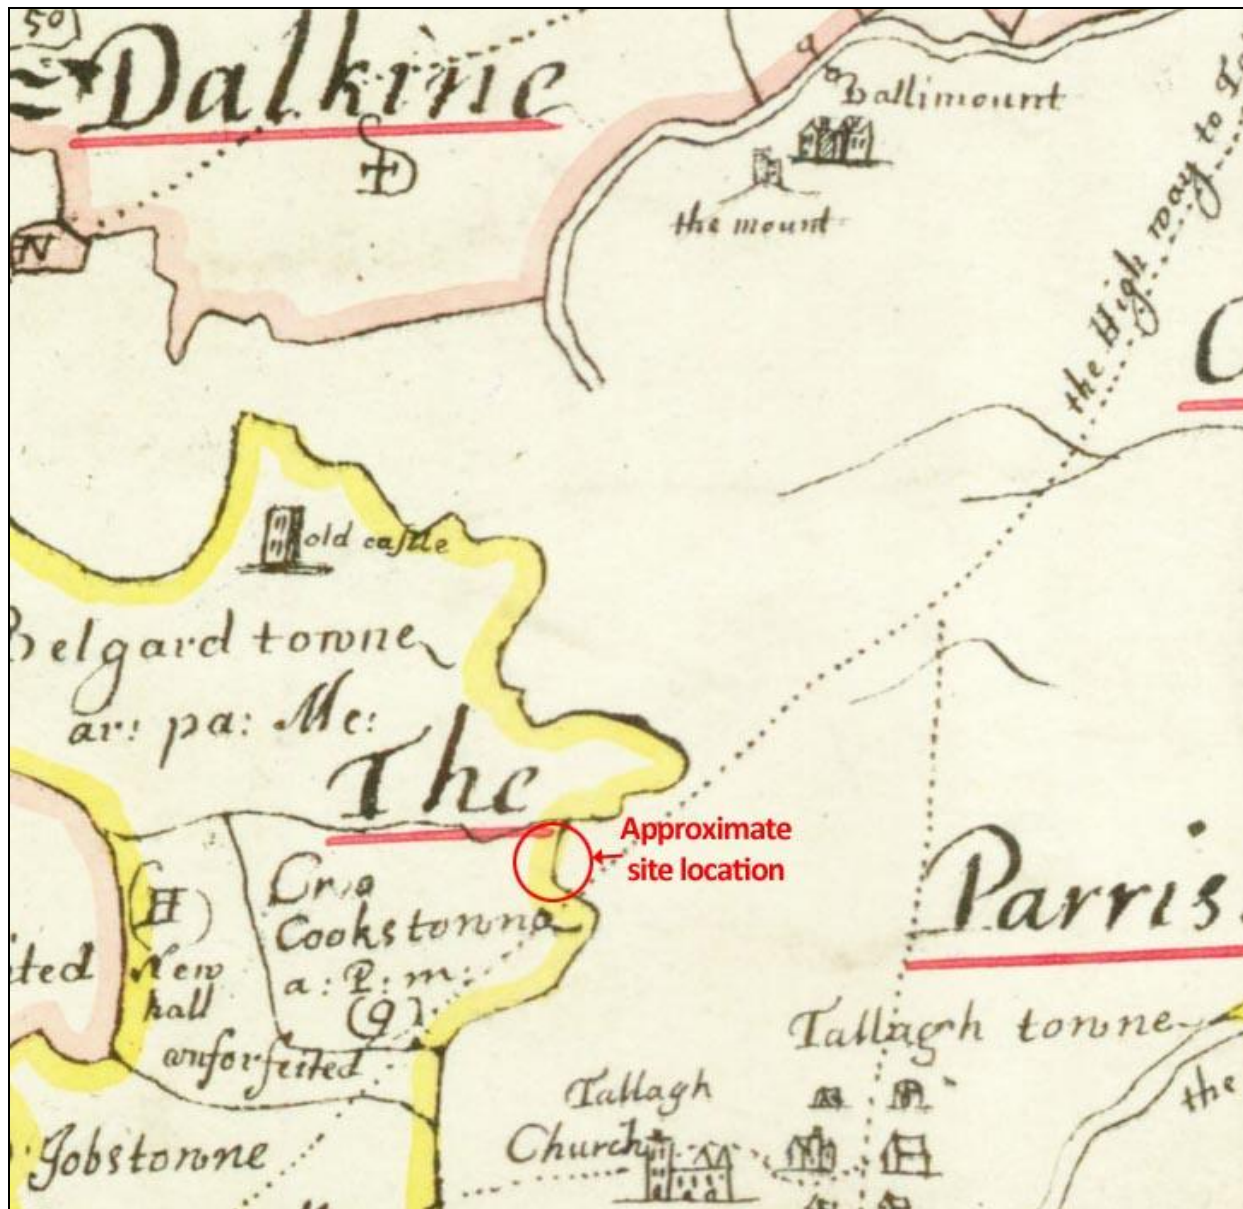 50
Dalkine
Ballimount
the mount
N
the High way to
old castle
Belgard towne
ar: pa: Me:
The
Approximate
site location
Cookstowne
a: P: m:
(9)
(H)
hall
unforfeited
Parris
Tallagh towne
the
Tallagh
Church
Jobstowne